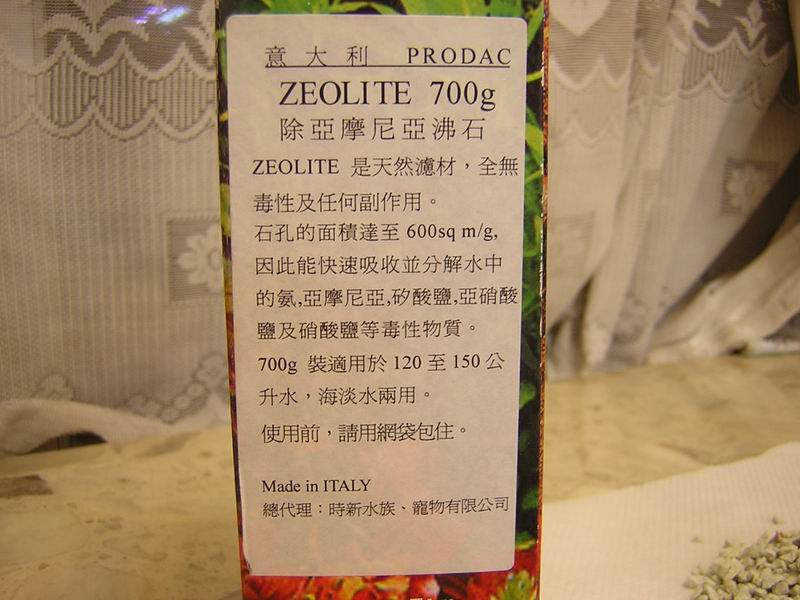 意大利 PRODAC
ZEOLITE 700g
除亞摩尼亞沸石
ZEOLITE 是天然濾材，全無
毒性及任何副作用。
石孔的面積達至 600sq m/g,
因此能快速吸收並分解水中
的氨,亞摩尼亞,矽酸鹽,亞硝酸
鹽及硝酸鹽等毒性物質。
700g 裝適用於 120 至 150 公
升水，海淡水兩用。
使用前，請用網袋包住。
Made in ITALY
總代理：時新水族、寵物有限公司